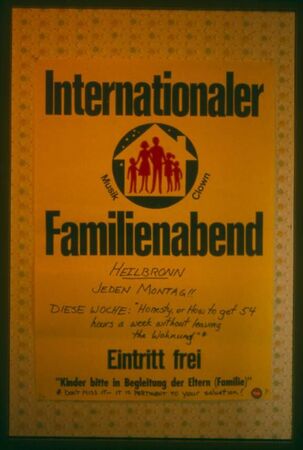 Internationaler
Musik
Clown
Familienabend
HEILBRONN
JEDEN MONTAG!!
DIESE WOCHE: "Honesty, or How to get 54
hours a week without leaving
the Wohnung" *
Eintritt frei
"Kinder bitte in Begleitung der Eltern (Familie)"
* DON'T MISS IT - IT IS PERTINENT TO YOUR SALVATION!